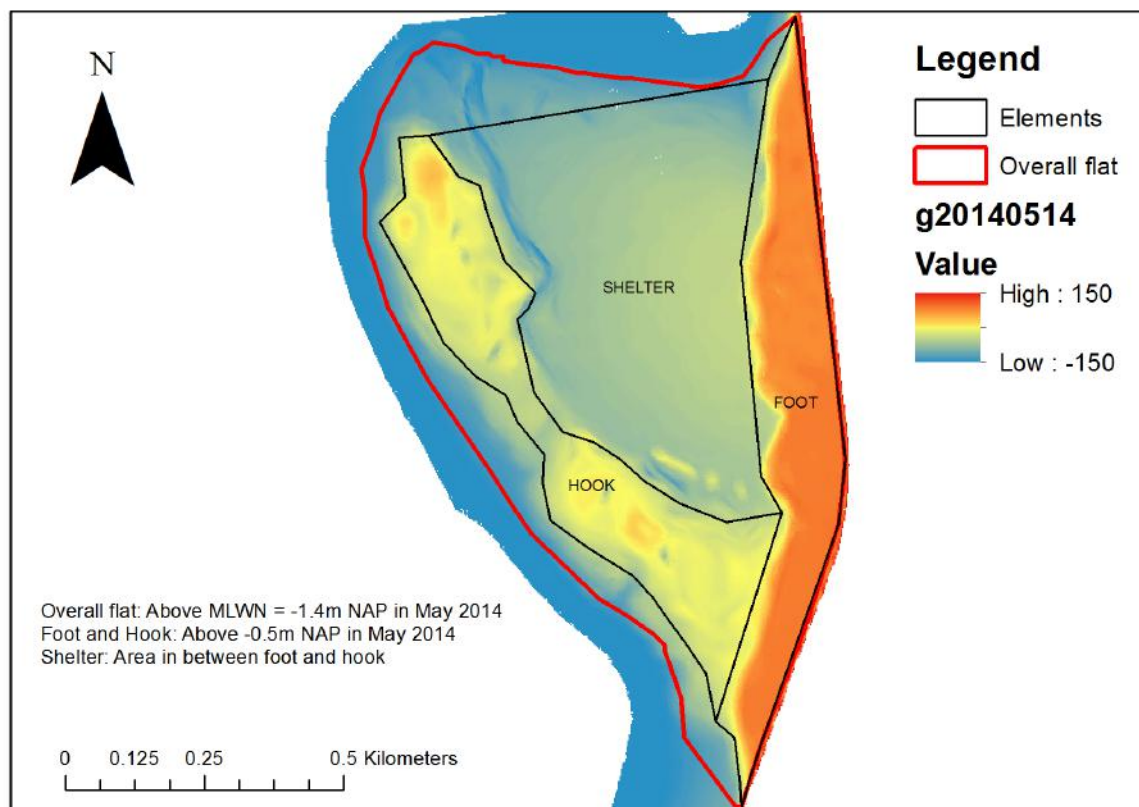 N
Legend
Elements
Overall flat
g20140514
Value
High : 150
Low : -150
SHELTER
FOOT
HOOK
Overall flat: Above MLWN = -1.4m NAP in May 2014
Foot and Hook: Above -0.5m NAP in May 2014
Shelter: Area in between foot and hook
0 0.125 0.25 0.5 Kilometers